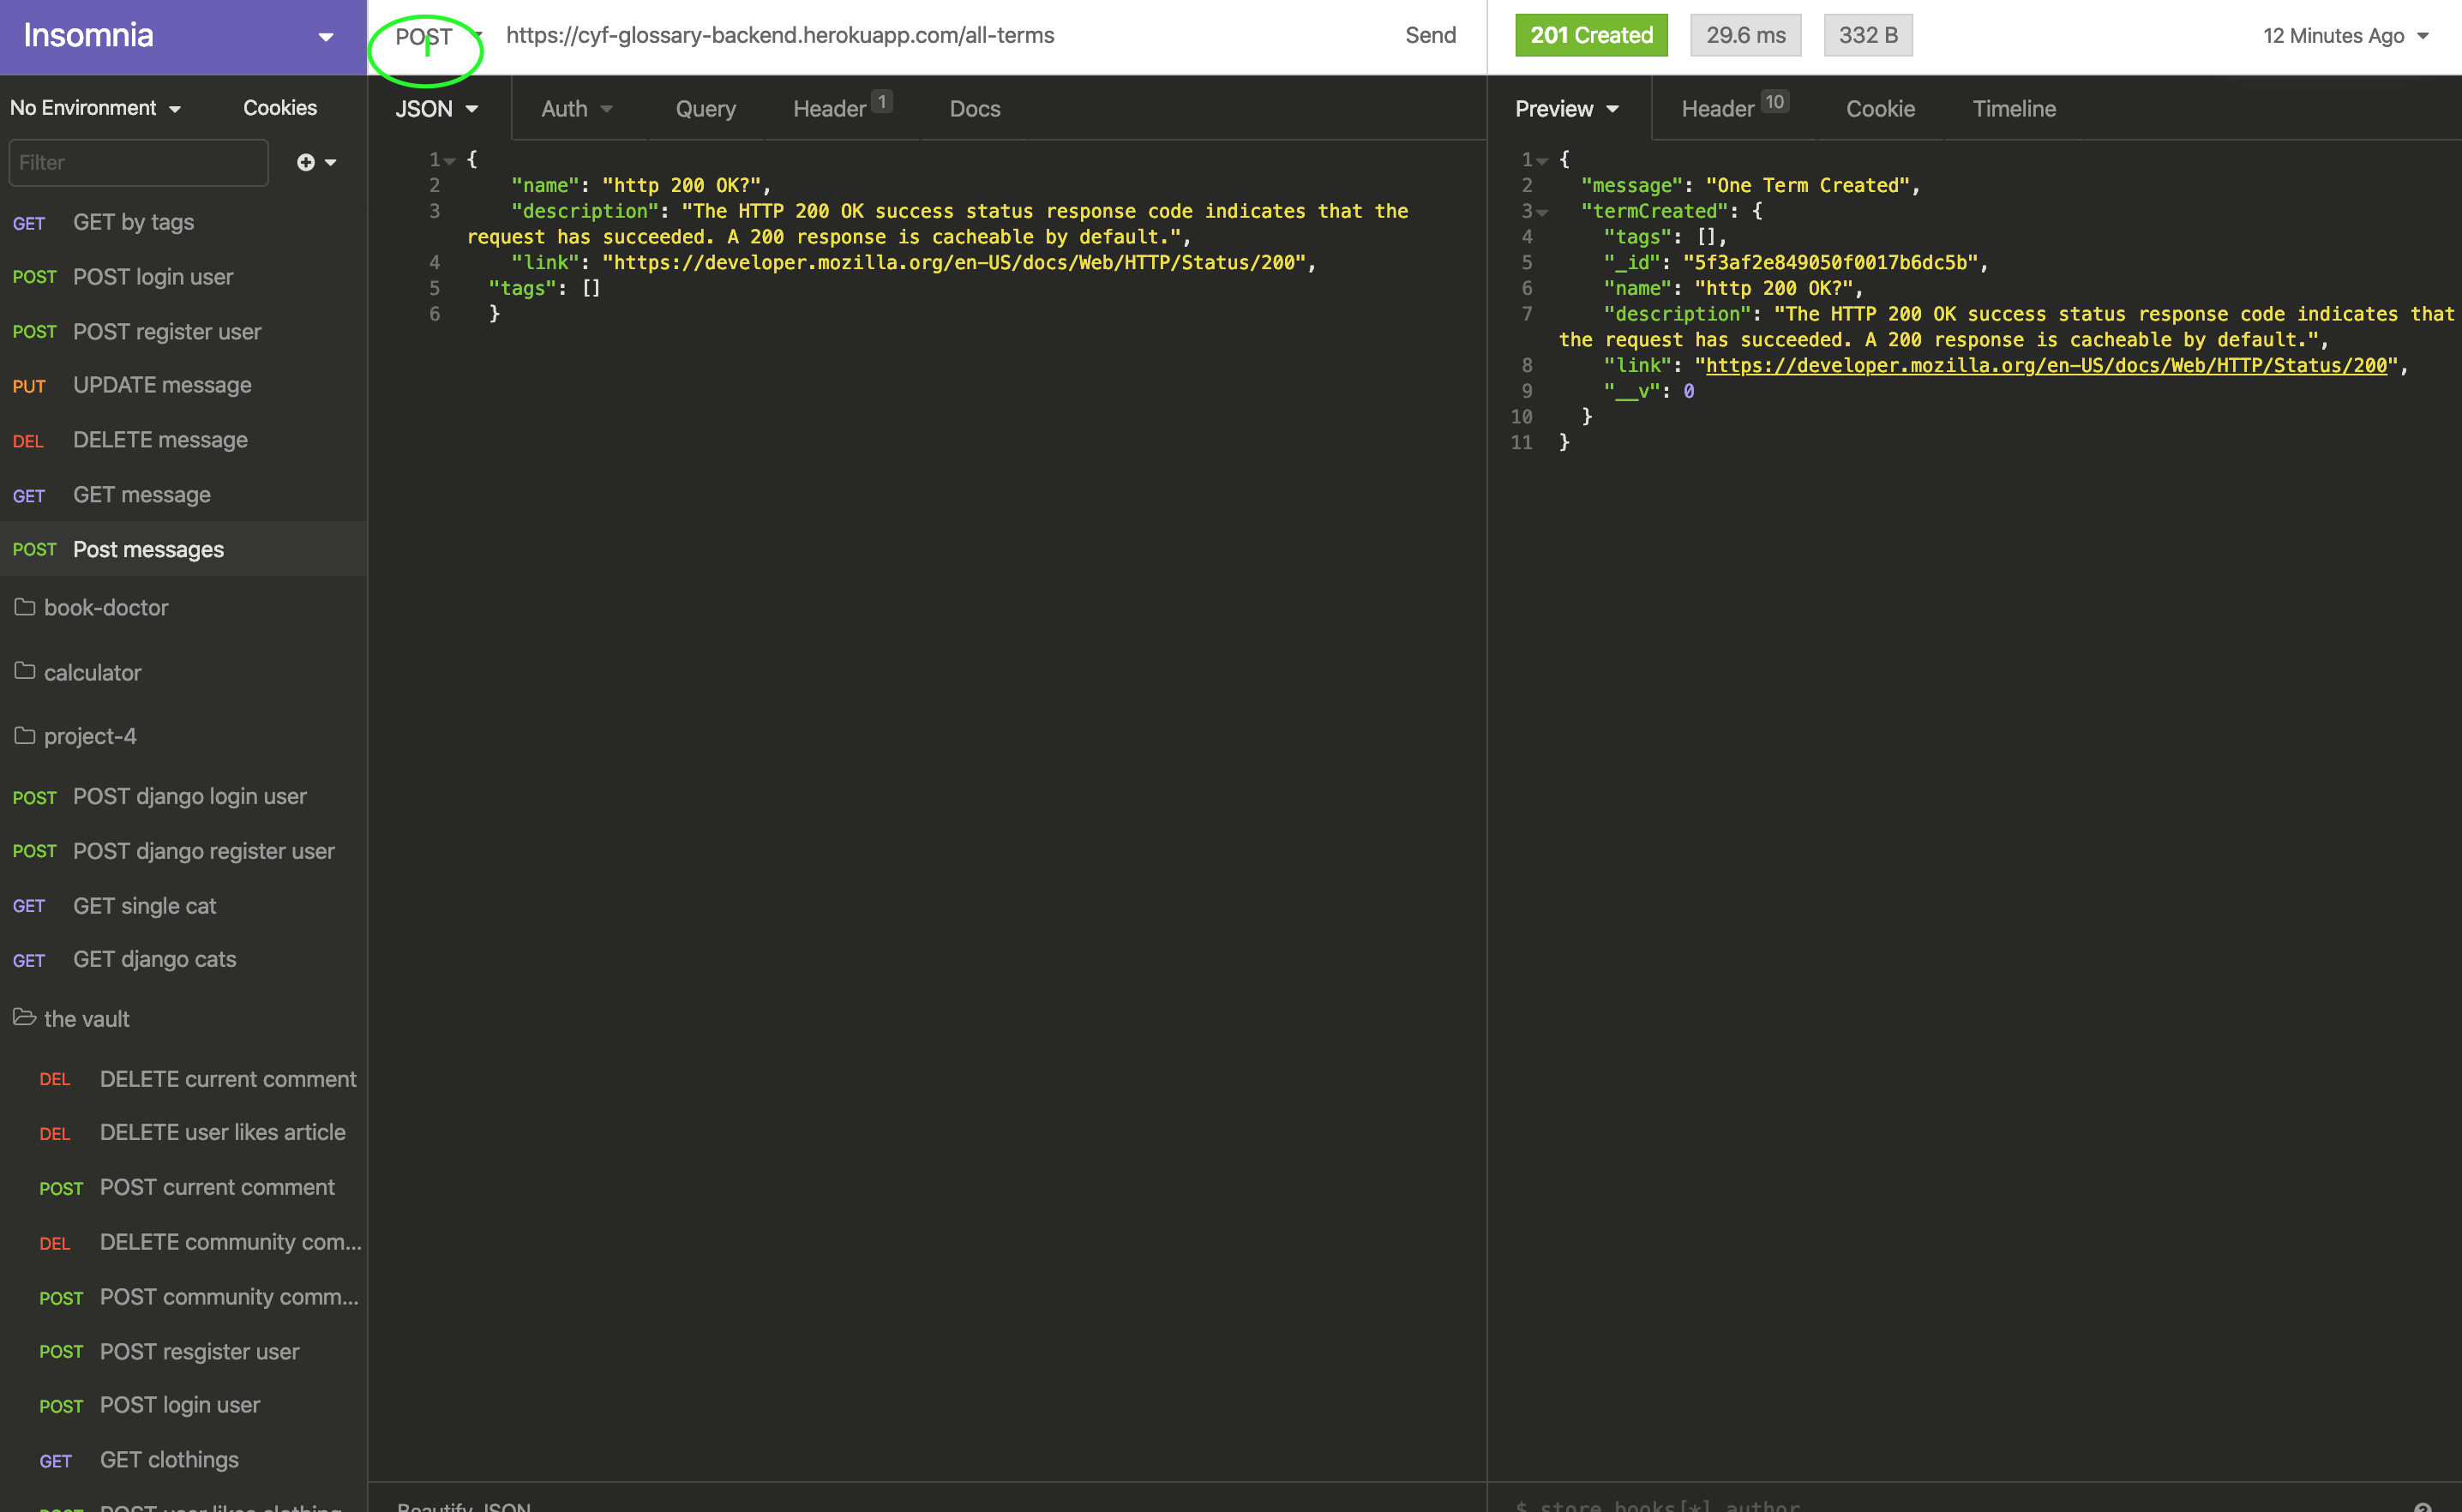 Insomnia
POST https://cyf-glossary-backend.herokuapp.com/all-terms Send
201 Created 29.6 ms 332 B 12 Minutes Ago
No Environment Cookies
Filter
GET GET by tags
POST POST login user
POST POST register user
PUT UPDATE message
DEL DELETE message
GET GET message
POST Post messages
book-doctor
calculator
project-4
POST POST django login user
POST POST django register user
GET GET single cat
GET GET django cats
the vault
DEL DELETE current comment
DEL DELETE user likes article
POST POST current comment
DEL DELETE community com...
POST POST community comm...
POST POST resgister user
POST POST login user
GET GET clothings
POST POST user likes clothing
JSON Auth Query Header 1 Docs
1 {
2 "name": "http 200 OK?",
3 "description": "The HTTP 200 OK success status response code indicates that the
request has succeeded. A 200 response is cacheable by default.",
4 "link": "https://developer.mozilla.org/en-US/docs/Web/HTTP/Status/200",
5 "tags": []
6 }
Beautify JSON
Preview Header 10 Cookie Timeline
1 {
2 "message": "One Term Created",
3 "termCreated": {
4 "tags": [],
5 "_id": "5f3af2e849050f0017b6dc5b",
6 "name": "http 200 OK?",
7 "description": "The HTTP 200 OK success status response code indicates that
the request has succeeded. A 200 response is cacheable by default.",
8 "link": "https://developer.mozilla.org/en-US/docs/Web/HTTP/Status/200",
9 "__v": 0
10 }
11 }
$.store.books[*].author